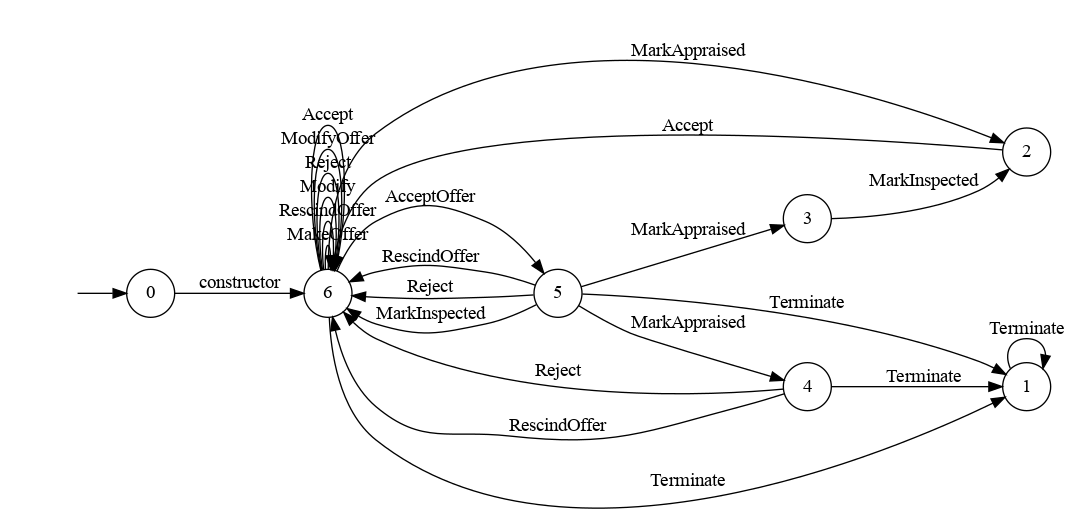 MarkAppraised
Accept
Accept
ModifyOffer
Reject
Modify
RescindOffer
MakeOffer
AcceptOffer
2
MarkInspected
3
MarkAppraised
RescindOffer
Reject
MarkInspected
constructor
0
6
5
Terminate
MarkAppraised
Terminate
Reject
4
Terminate
1
RescindOffer
Terminate